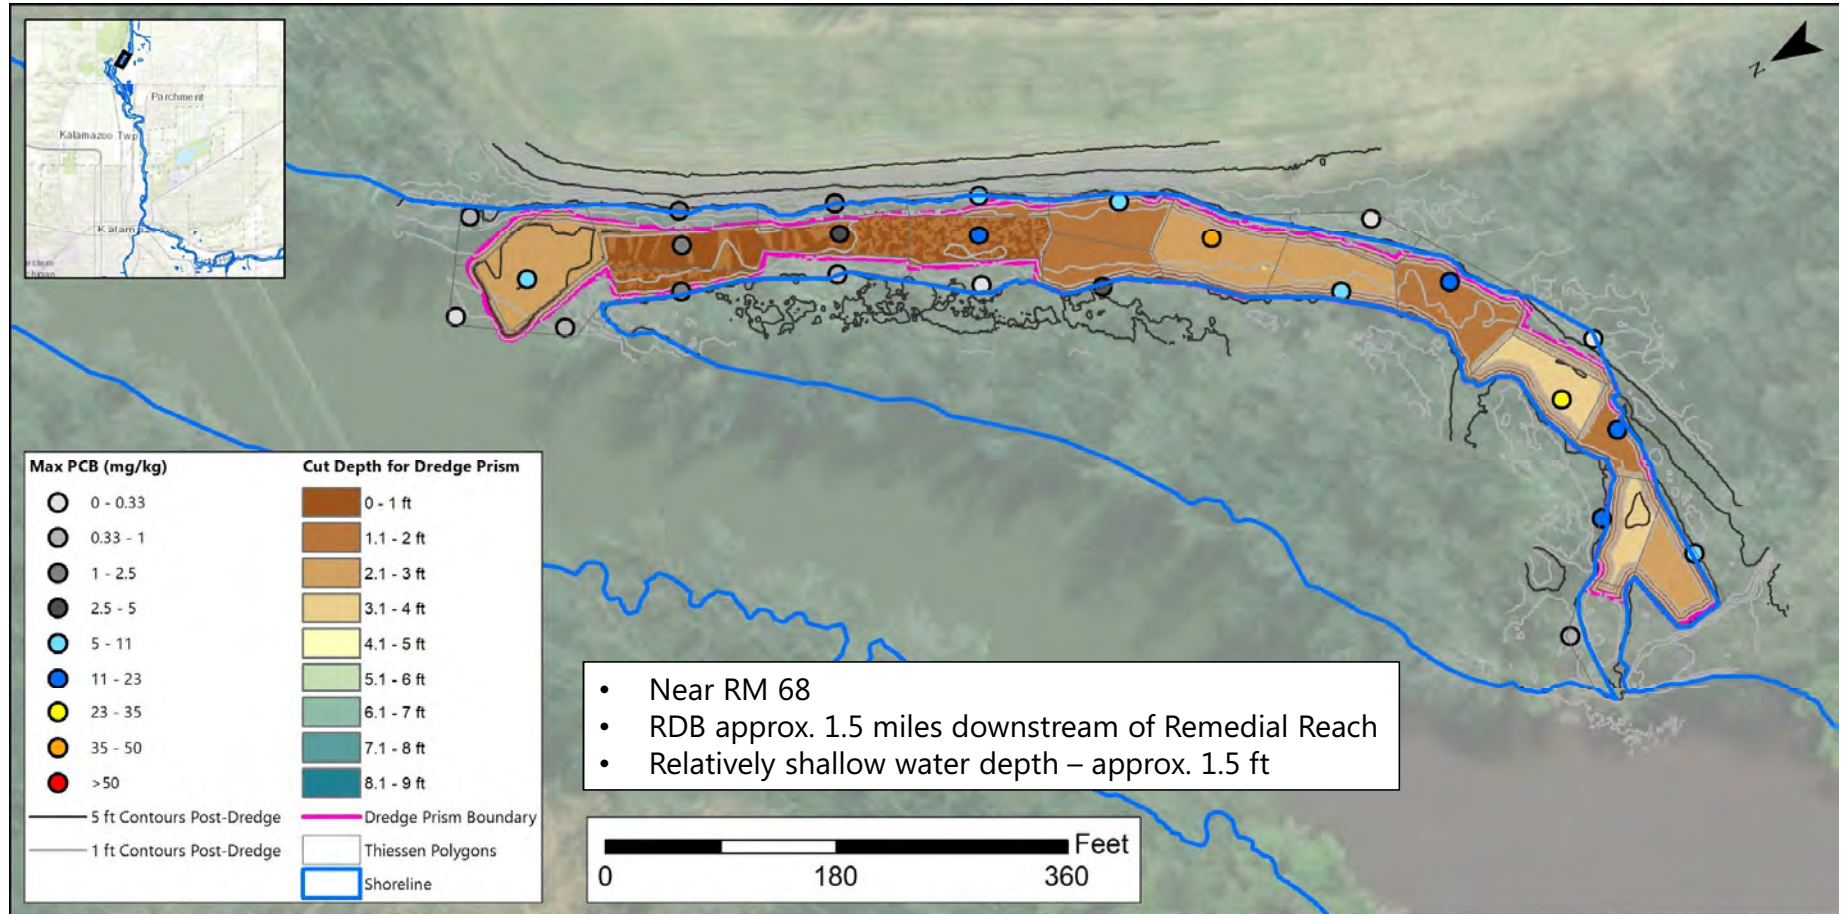 Parchment
Kalamazoo Twp
Kalamazoo
N
Max PCB (mg/kg)
0 - 0.33
0.33 - 1
1 - 2.5
2.5 - 5
5 - 11
11 - 23
23 - 35
35 - 50
>50
5 ft Contours Post-Dredge
1 ft Contours Post-Dredge
Cut Depth for Dredge Prism
0 - 1 ft
1.1 - 2 ft
2.1 - 3 ft
3.1 - 4 ft
4.1 - 5 ft
5.1 - 6 ft
6.1 - 7 ft
7.1 - 8 ft
8.1 - 9 ft
Dredge Prism Boundary
Thiessen Polygons
Shoreline
• Near RM 68
• RDB approx. 1.5 miles downstream of Remedial Reach
• Relatively shallow water depth – approx. 1.5 ft
Feet
0 180 360